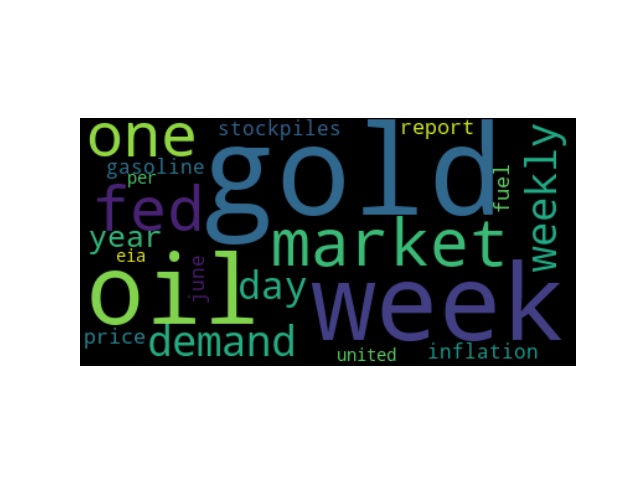 one
stockpiles
report
gold
weekly
gasoline
per
fuel
fed
year
market
eia
june
oil
day
week
price
demand
united
inflation